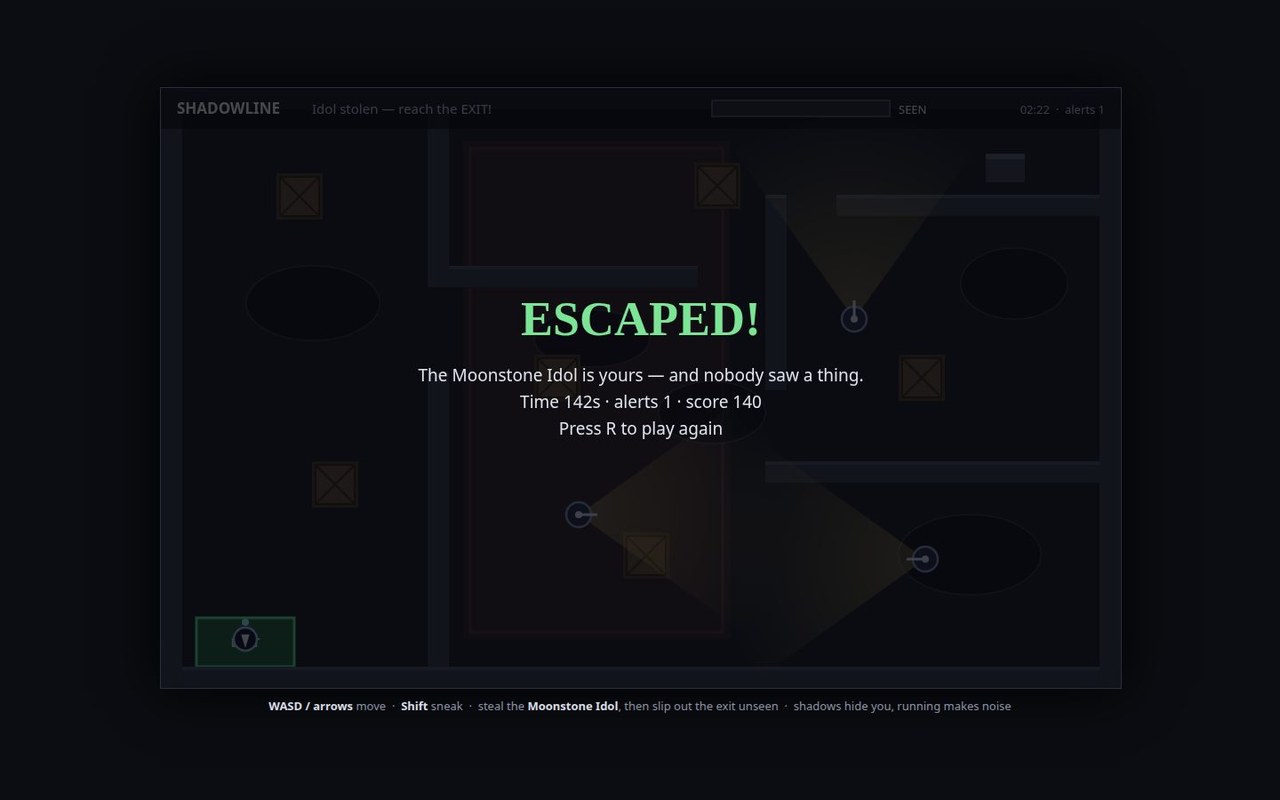 SHADOWLINE
Idol stolen — reach the EXIT!
SEEN
02:22 · alerts 1
ESCAPED!
The Moonstone Idol is yours — and nobody saw a thing.
Time 142s · alerts 1 · score 140
Press R to play again
WASD / arrows move · Shift sneak · steal the Moonstone Idol, then slip out the exit unseen · shadows hide you, running makes noise